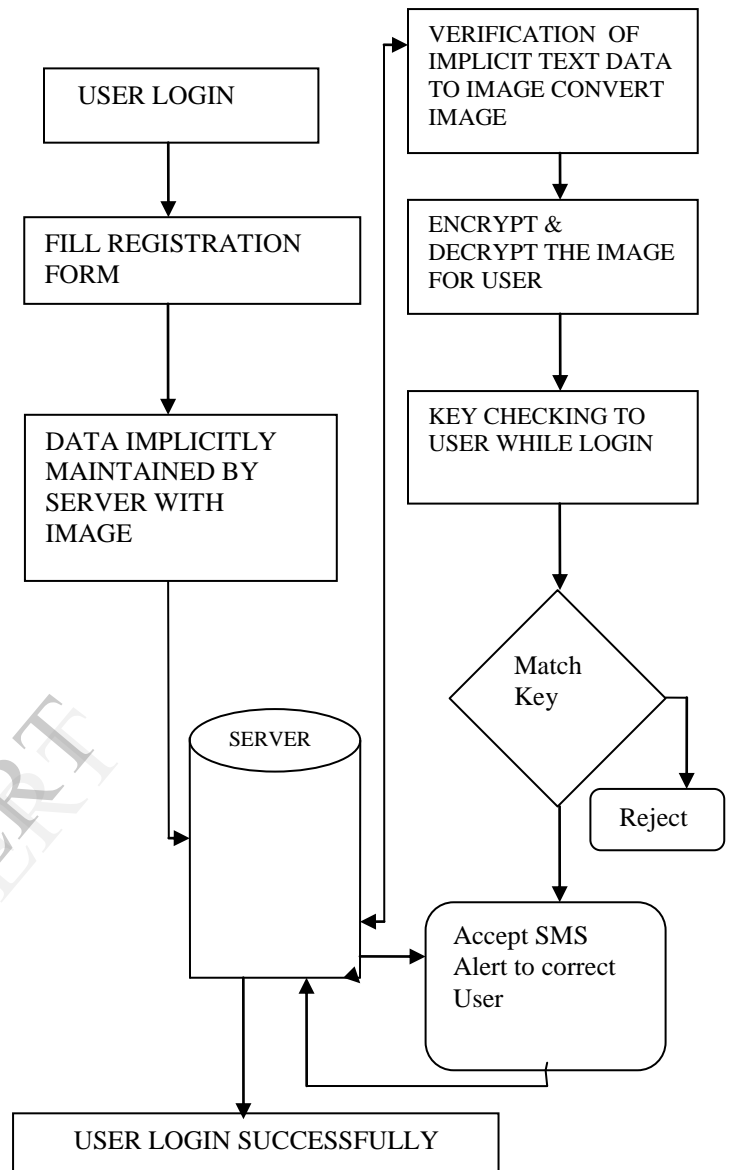 USER LOGIN
FILL REGISTRATION
FORM
DATA IMPLICITLY
MAINTAINED BY
SERVER WITH
IMAGE
SERVER
VERIFICATION OF
IMPLICIT TEXT DATA
TO IMAGE CONVERT
IMAGE
ENCRYPT &
DECRYPT THE IMAGE
FOR USER
KEY CHECKING TO
USER WHILE LOGIN
Match
Key
Reject
Accept SMS
Alert to correct
User
USER LOGIN SUCCESSFULLY
ERT